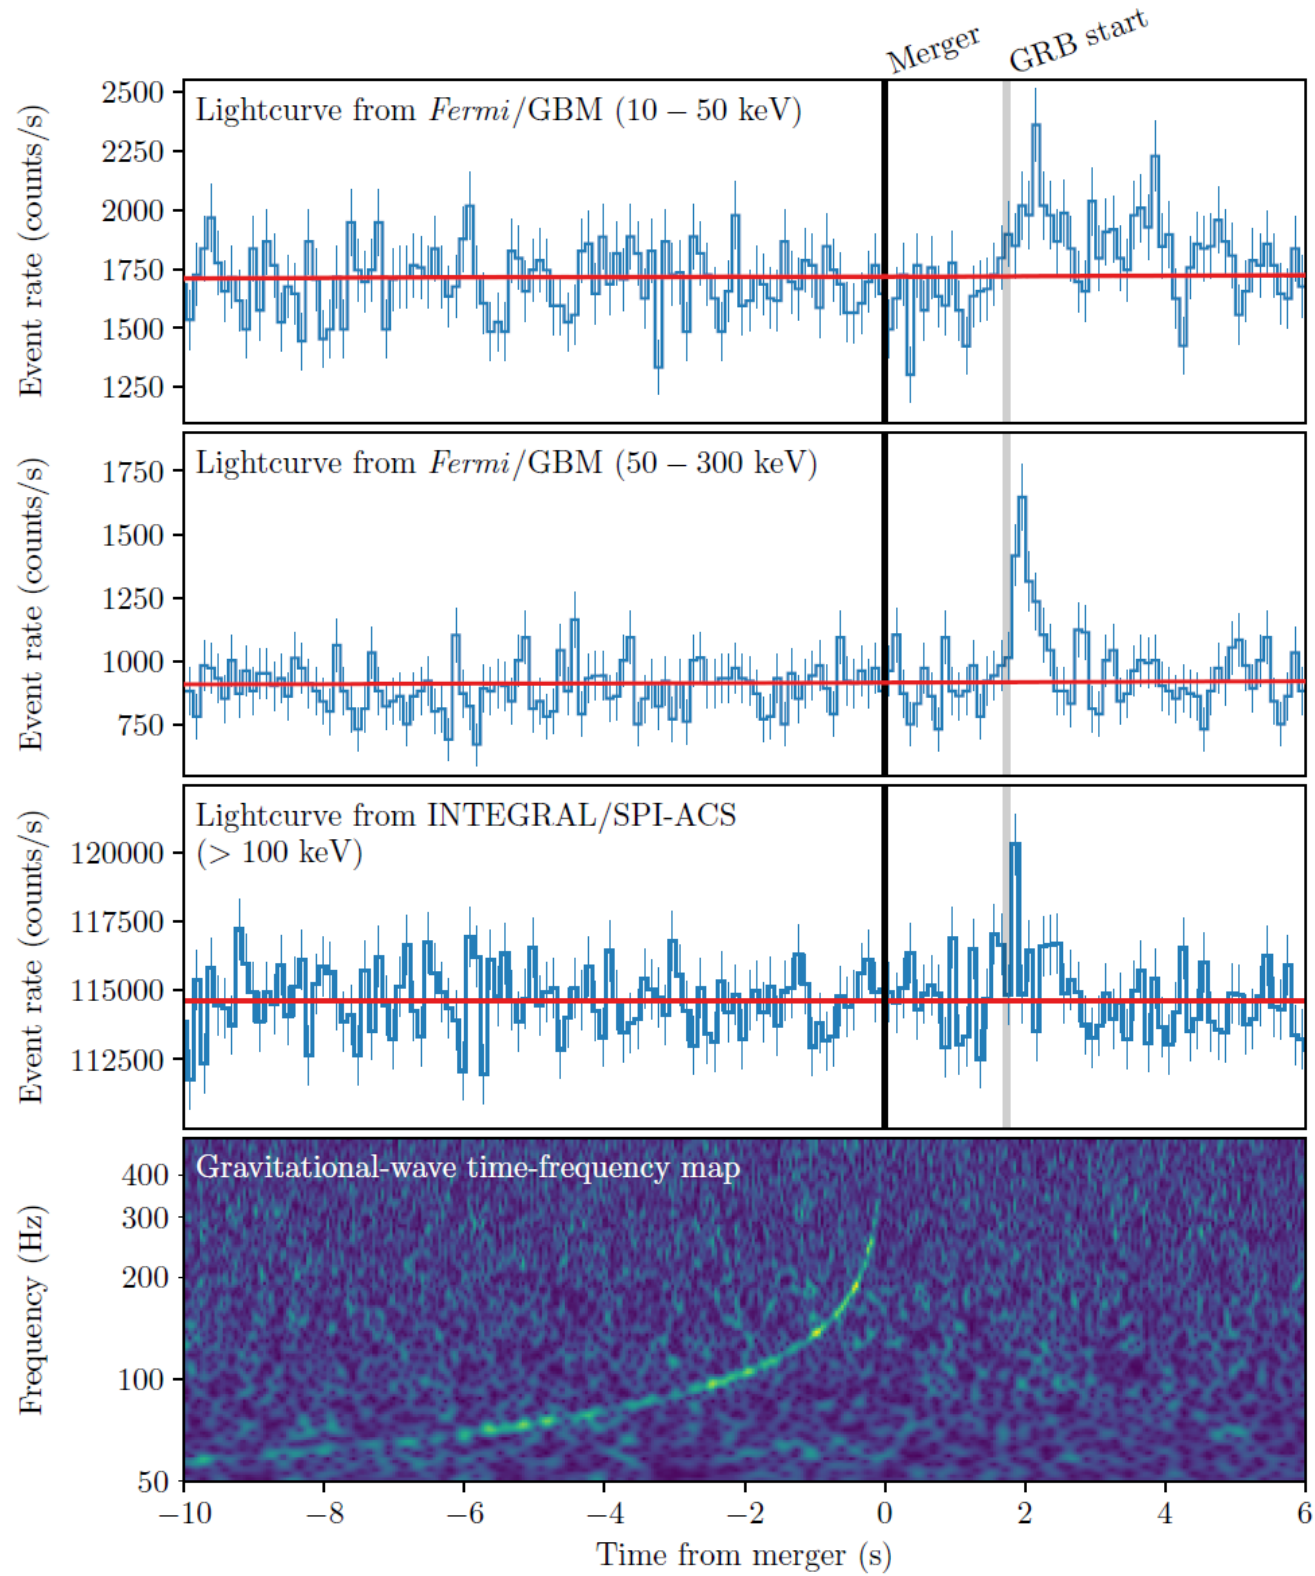 Merger
GRB start
Lightcurve from Fermi/GBM (10 – 50 keV)
Event rate (counts/s)
2500
2250
2000
1750
1500
1250
Lightcurve from Fermi/GBM (50 – 300 keV)
Event rate (counts/s)
1750
1500
1250
1000
750
Lightcurve from INTEGRAL/SPI-ACS
(> 100 keV)
Event rate (counts/s)
120000
117500
115000
112500
Gravitational-wave time-frequency map
Frequency (Hz)
400
300
200
100
50
−10 −8 −6 −4 −2 0 2 4 6
Time from merger (s)